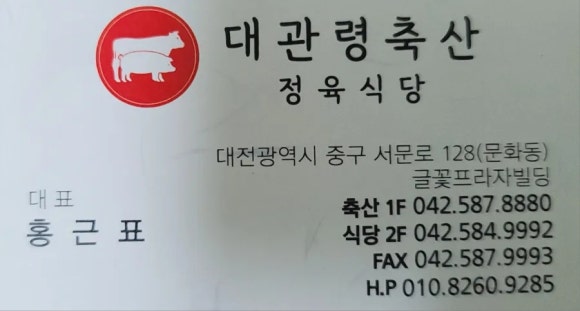 대관령축산
정육식당
대전광역시 중구 서문로 128(문화동)
글꽃프라자빌딩
대표
홍근표
축산 1F 042.587.8880
식당 2F 042.584.9992
FAX 042.587.9993
H.P 010.8260.9285